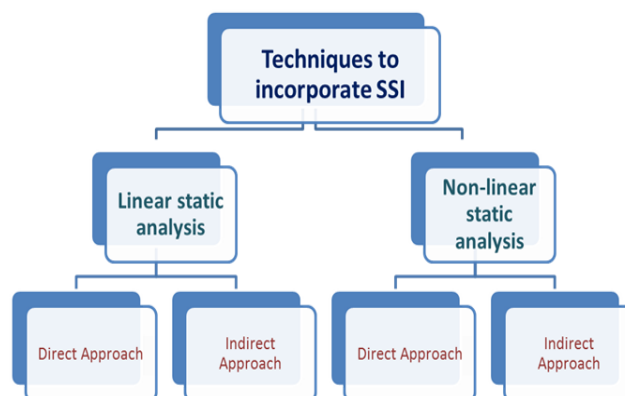 Techniques to
incorporate SSI
Linear static
analysis
Non-linear
static
analysis
Direct Approach
Indirect
Approach
Direct Approach
Indirect
Approach